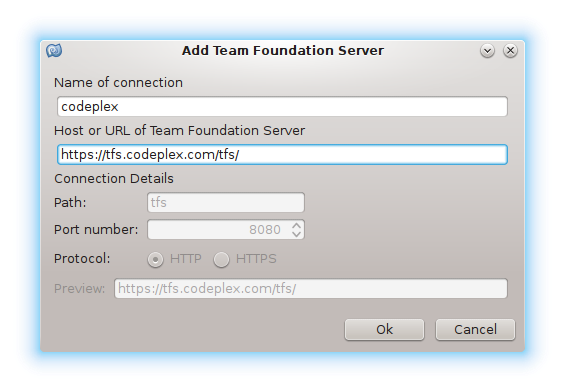 Add Team Foundation Server
Name of connection
codeplex
Host or URL of Team Foundation Server
https://tfs.codeplex.com/tfs/
Connection Details
Path: tfs
Port number: 8080
Protocol: HTTP HTTPS
Preview: https://tfs.codeplex.com/tfs/
Ok Cancel